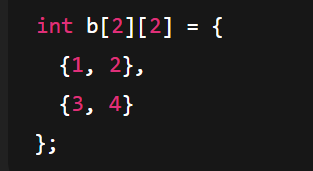 int b[2][2] = {
  {1, 2},
  {3, 4}
};